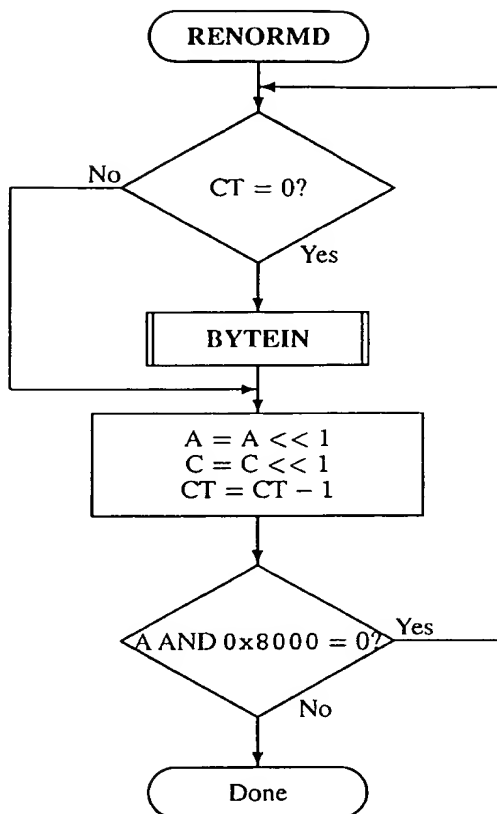 RENORMD
No
CT = 0?
Yes
BYTEIN
A = A << 1
C = C << 1
CT = CT − 1
A AND 0x8000 = 0?
Yes
No
Done